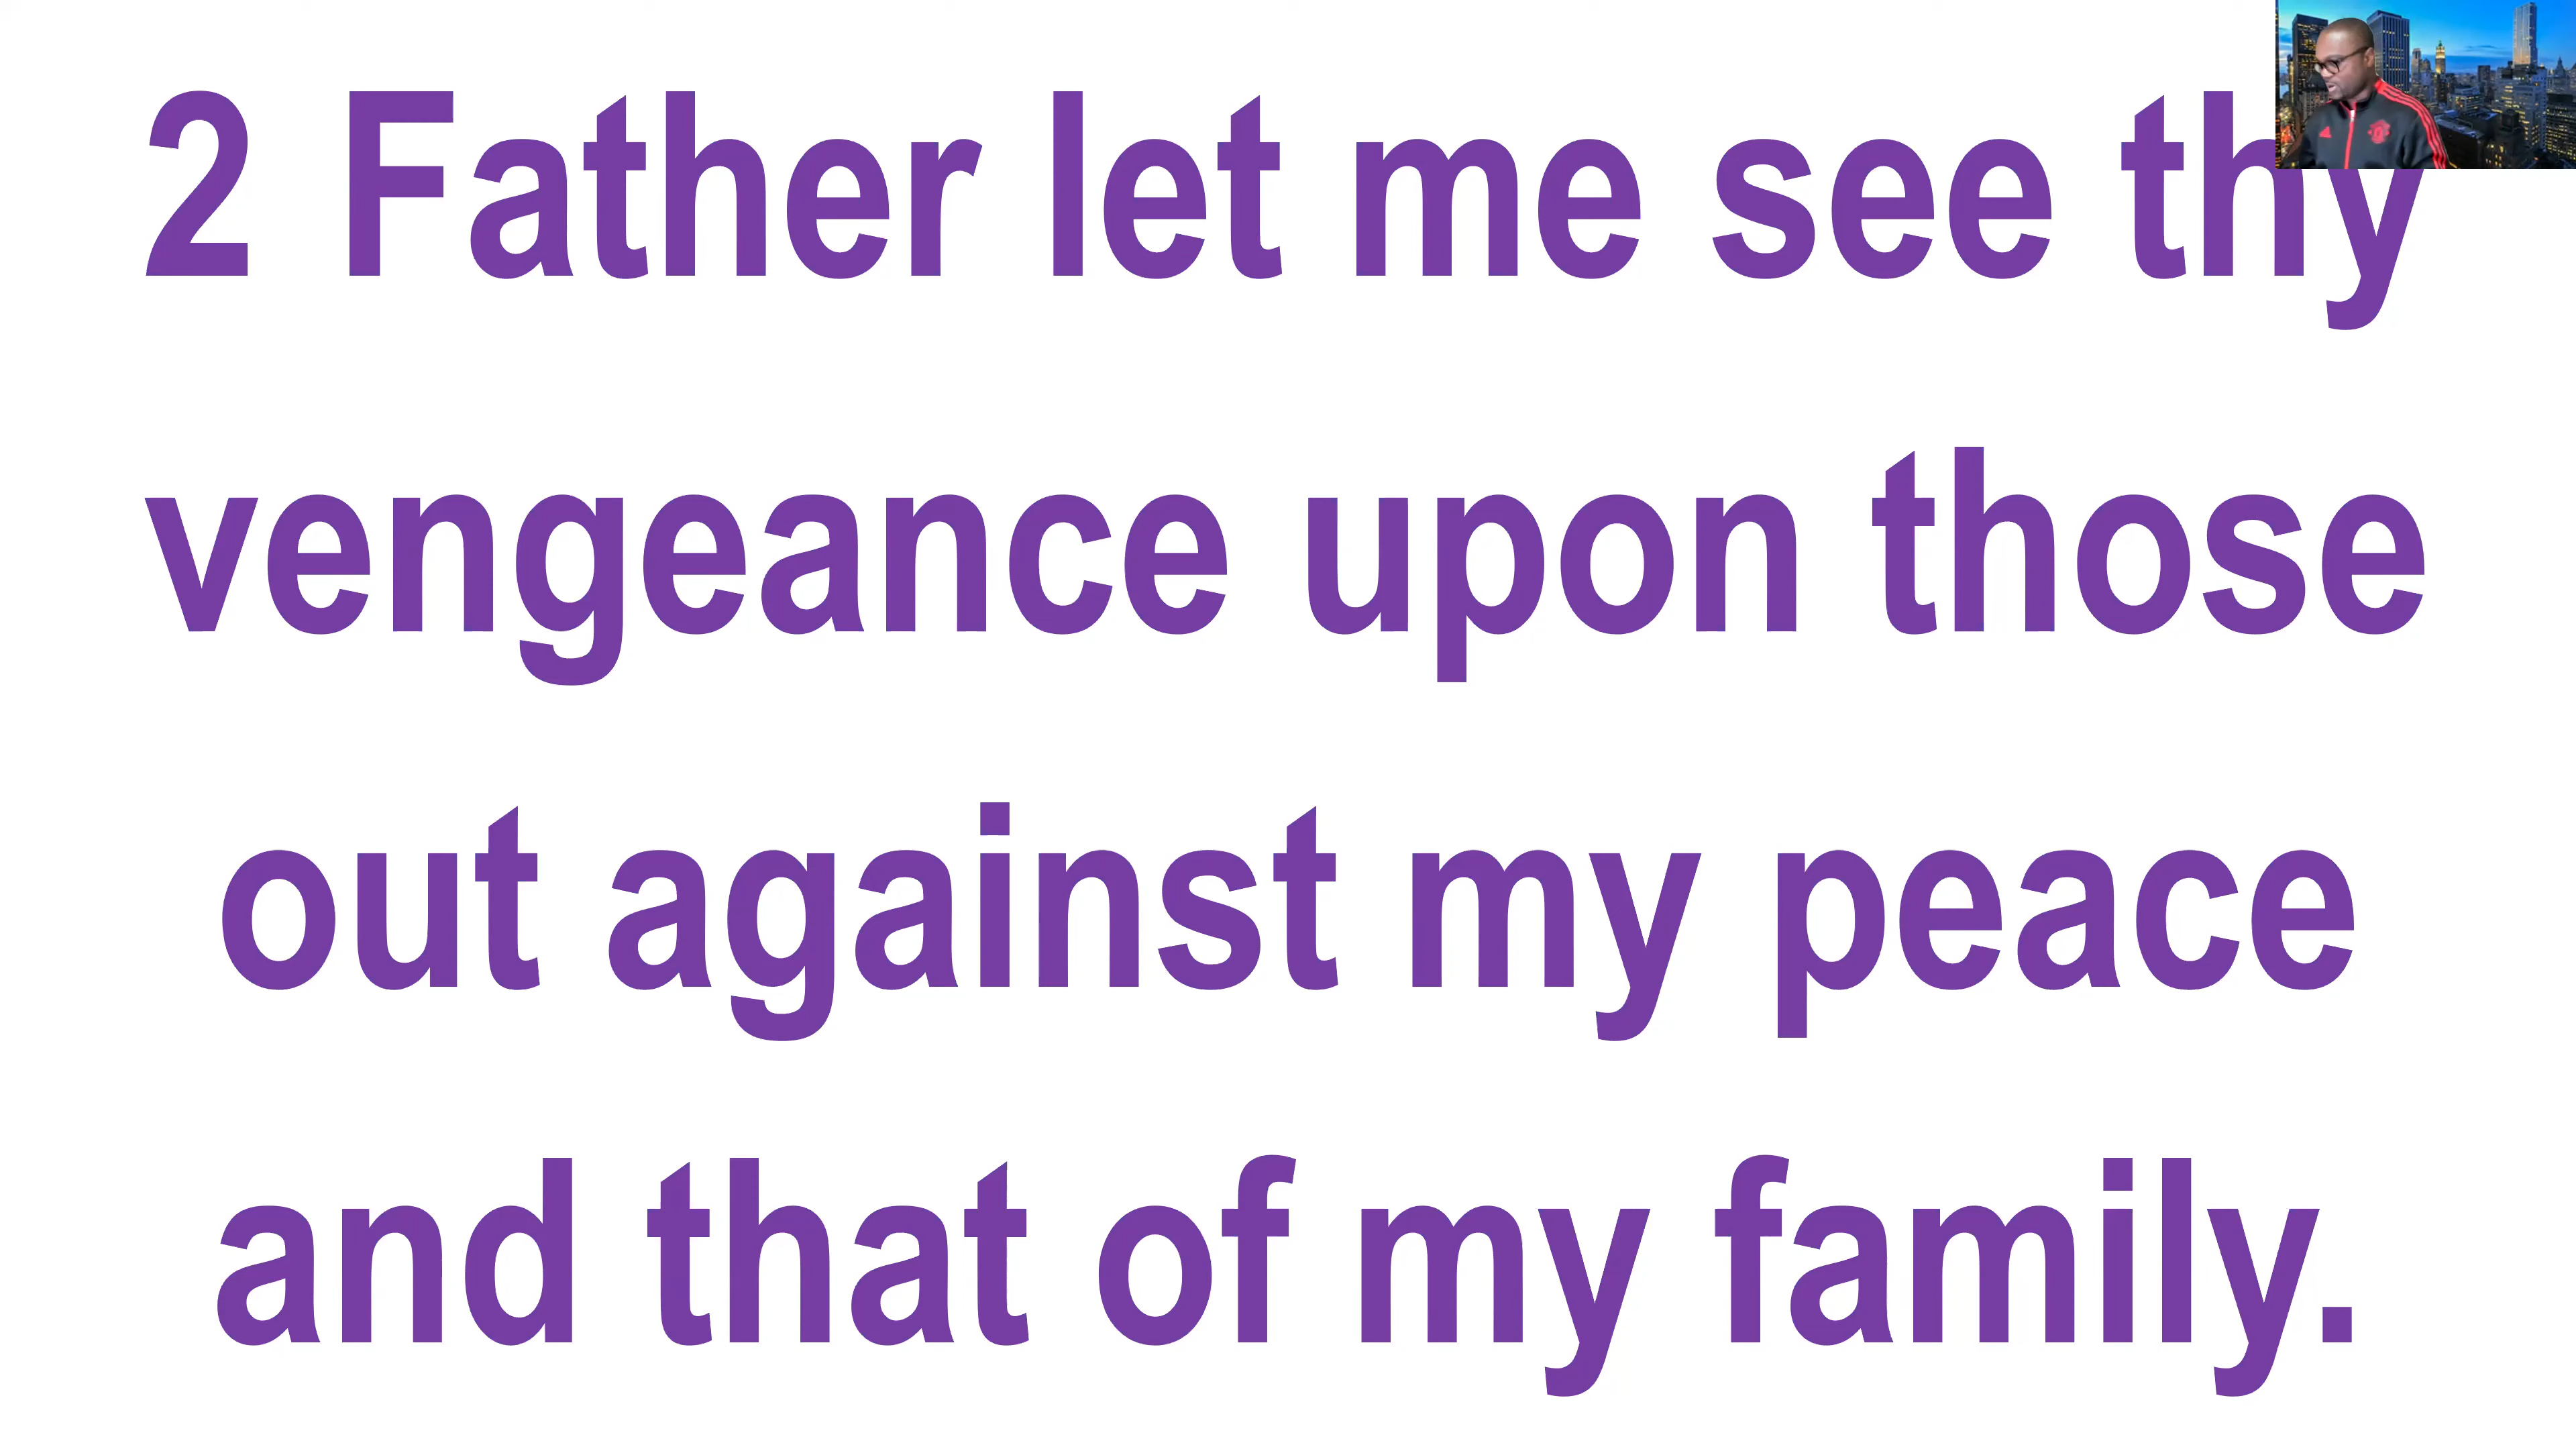 2 Father let me see thy
vengeance upon those
out against my peace
and that of my family.